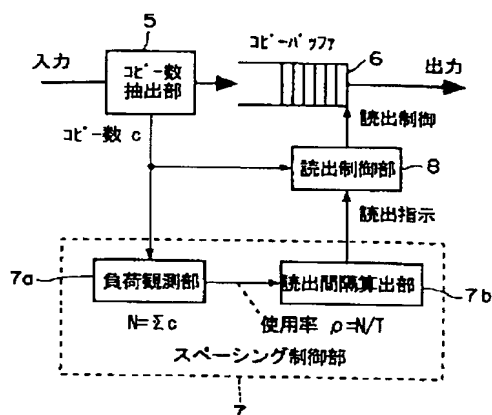 5
コピーバッファ
6
入力
コピー数
抽出部
出力
コピー数 c
読出制御
読出制御部
8
読出指示
7a
負荷観測部
読出間隔算出部
7b
N=Σc
使用率 ρ=N/T
スペーシング制御部
7